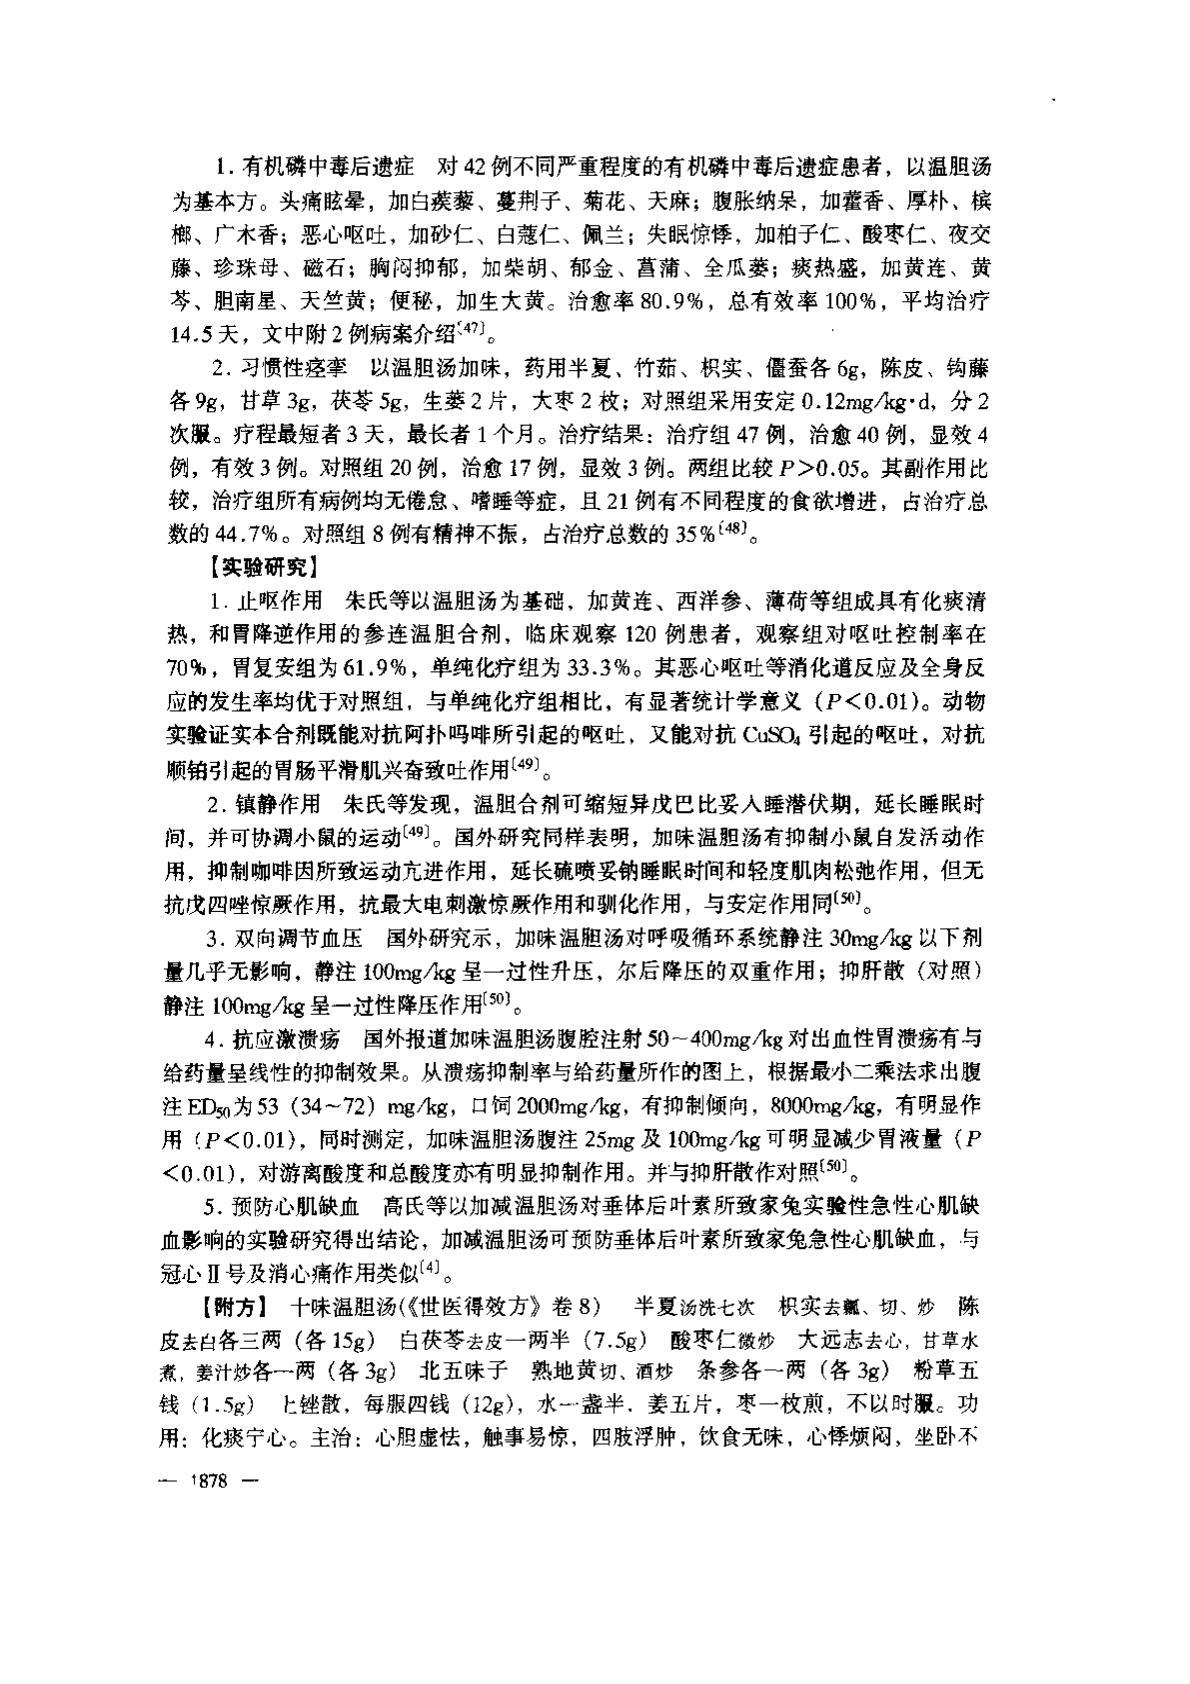 1. 有机磷中毒后遗症　对 42 例不同严重程度的有机磷中毒后遗症患者，以温胆汤
为基本方。头痛眩晕，加白蒺藜、蔓荆子、菊花、天麻；腹胀纳呆，加藿香、厚朴、槟
榔、广木香；恶心呕吐，加砂仁、白蔻仁、佩兰；失眠惊悸，加柏子仁、酸枣仁、夜交
藤、珍珠母、磁石；胸闷抑郁，加柴胡、郁金、菖蒲、全瓜蒌；痰热盛，加黄连、黄
芩、胆南星、天竺黄；便秘，加生大黄。治愈率 80.9%，总有效率 100%，平均治疗
14.5 天，文中附 2 例病案介绍〔47〕。
2. 习惯性痉挛　以温胆汤加味，药用半夏、竹茹、枳实、僵蚕各 6g，陈皮、钩藤
各 9g，甘草 3g，茯苓 5g，生萎 2 片，大枣 2 枚；对照组采用安定 0.12mg/kg·d，分 2
次服。疗程最短者 3 天，最长者 1 个月。治疗结果：治疗组 47 例，治愈 40 例，显效 4
例，有效 3 例。对照组 20 例，治愈 17 例，显效 3 例。两组比较 P＞0.05。其副作用比
较，治疗组所有病例均无倦怠、嗜睡等症，且 21 例有不同程度的食欲增进，占治疗总
数的 44.7%。对照组 8 例有精神不振，占治疗总数的 35%〔48〕。
【实验研究】
1. 止呕作用　朱氏等以温胆汤为基础，加黄连、西洋参、薄荷等组成具有化痰清
热，和胃降逆作用的参连温胆合剂，临床观察 120 例患者，观察组对呕吐控制率在
70%，胃复安组为 61.9%，单纯化疗组为 33.3%。其恶心呕吐等消化道反应及全身反
应的发生率均优于对照组，与单纯化疗组相比，有显著统计学意义（P＜0.01）。动物
实验证实本合剂既能对抗阿扑吗啡所引起的呕吐，又能对抗 CuSO₄ 引起的呕吐，对抗
顺铂引起的胃肠平滑肌兴奋致吐作用〔49〕。
2. 镇静作用　朱氏等发现，温胆合剂可缩短异戊巴比妥入睡潜伏期，延长睡眠时
间，并可协调小鼠的运动〔49〕。国外研究同样表明，加味温胆汤有抑制小鼠自发活动作
用，抑制咖啡因所致运动亢进作用，延长硫喷妥钠睡眠时间和轻度肌肉松弛作用，但无
抗戊四唑惊厥作用，抗最大电刺激惊厥作用和驯化作用，与安定作用同〔50〕。
3. 双向调节血压　国外研究示，加味温胆汤对呼吸循环系统静注 30mg/kg 以下剂
量几乎无影响，静注 100mg/kg 呈一过性升压，尔后降压的双重作用；抑肝散（对照）
静注 100mg/kg 呈一过性降压作用〔50〕。
4. 抗应激溃疡　国外报道加味温胆汤腹腔注射 50～400mg/kg 对出血性胃溃疡有与
给药量呈线性的抑制效果。从溃疡抑制率与给药量所作的图上，根据最小二乘法求出腹
注 ED₅₀为 53（34～72）mg/kg，口饲 2000mg/kg，有抑制倾向，8000mg/kg，有明显作
用（P＜0.01），同时测定，加味温胆汤腹注 25mg 及 100mg/kg 可明显减少胃液量（P
＜0.01），对游离酸度和总酸度亦有明显抑制作用。并与抑肝散作对照〔50〕。
5. 预防心肌缺血　高氏等以加减温胆汤对垂体后叶素所致家兔实验性急性心肌缺
血影响的实验研究得出结论，加减温胆汤可预防垂体后叶素所致家兔急性心肌缺血，与
冠心Ⅱ号及消心痛作用类似〔4〕。
【附方】　十味温胆汤（《世医得效方》卷 8）　半夏汤洗七次　枳实去瓤、切、炒　陈
皮去白各三两（各 15g）　白茯苓去皮一两半（7.5g）　酸枣仁微炒　大远志去心，甘草水
煮，姜汁炒各一两（各 3g）　北五味子　熟地黄切、酒炒　条参各一两（各 3g）　粉草五
钱（1.5g）　上锉散，每服四钱（12g），水一盏半，姜五片，枣一枚煎，不以时服。功
用：化痰宁心。主治：心胆虚怯，触事易惊，四肢浮肿，饮食无味，心悸烦闷，坐卧不
— 1878 —